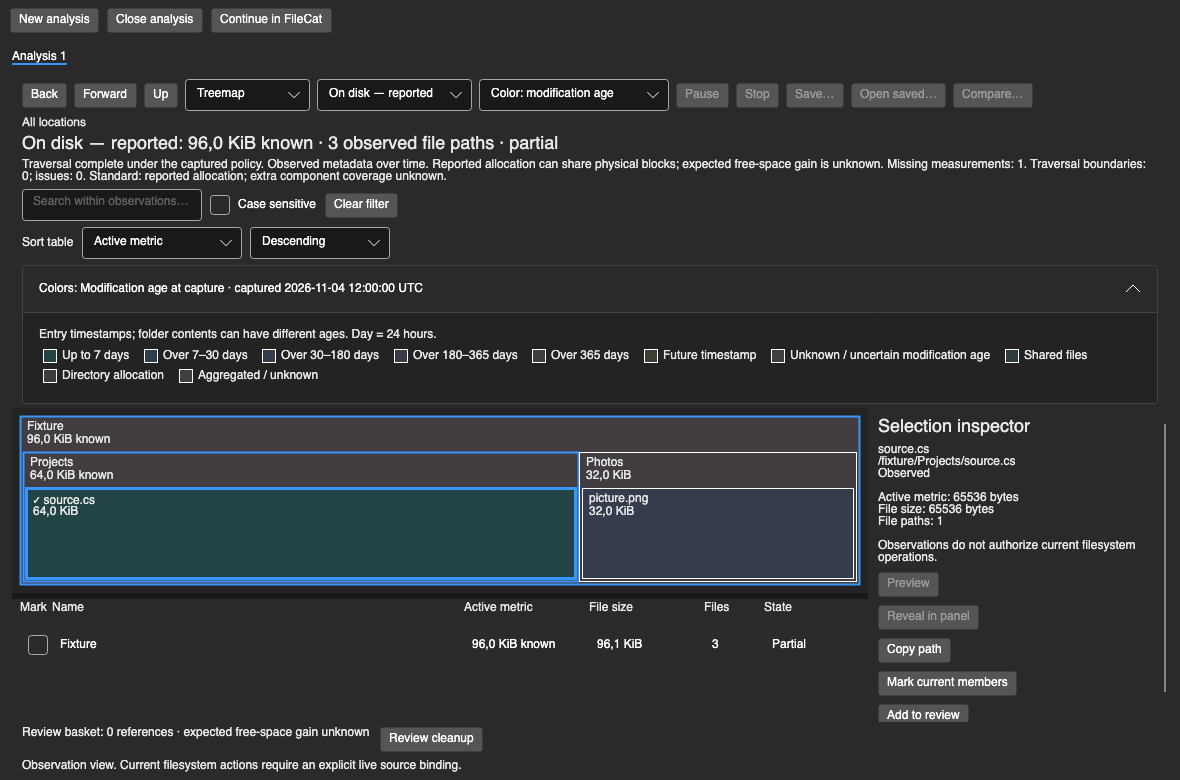 New analysis Close analysis Continue in FileCat
Analysis 1
Back Forward Up Treemap On disk — reported Color: modification age Pause Stop Save... Open saved... Compare...
All locations
On disk — reported: 96,0 KiB known · 3 observed file paths · partial
Traversal complete under the captured policy. Observed metadata over time. Reported allocation can share physical blocks; expected free-space gain is unknown. Missing measurements: 1. Traversal boundaries:
0; issues: 0. Standard: reported allocation; extra component coverage unknown.
Search within observations... Case sensitive Clear filter
Sort table Active metric Descending
Colors: Modification age at capture · captured 2026-11-04 12:00:00 UTC
Entry timestamps; folder contents can have different ages. Day = 24 hours.
Up to 7 days Over 7–30 days Over 30–180 days Over 180–365 days Over 365 days Future timestamp Unknown / uncertain modification age Shared files
Directory allocation Aggregated / unknown
Fixture
96,0 KiB known
Projects
64,0 KiB known
✓ source.cs
64,0 KiB
Photos
32,0 KiB
picture.png
32,0 KiB
Mark Name Active metric File size Files State
Fixture 96,0 KiB known 96,1 KiB 3 Partial
Selection inspector
source.cs
/fixture/Projects/source.cs
Observed
Active metric: 65536 bytes
File size: 65536 bytes
File paths: 1
Observations do not authorize current filesystem
operations.
Preview
Reveal in panel
Copy path
Mark current members
Add to review
Review basket: 0 references · expected free-space gain unknown Review cleanup
Observation view. Current filesystem actions require an explicit live source binding.